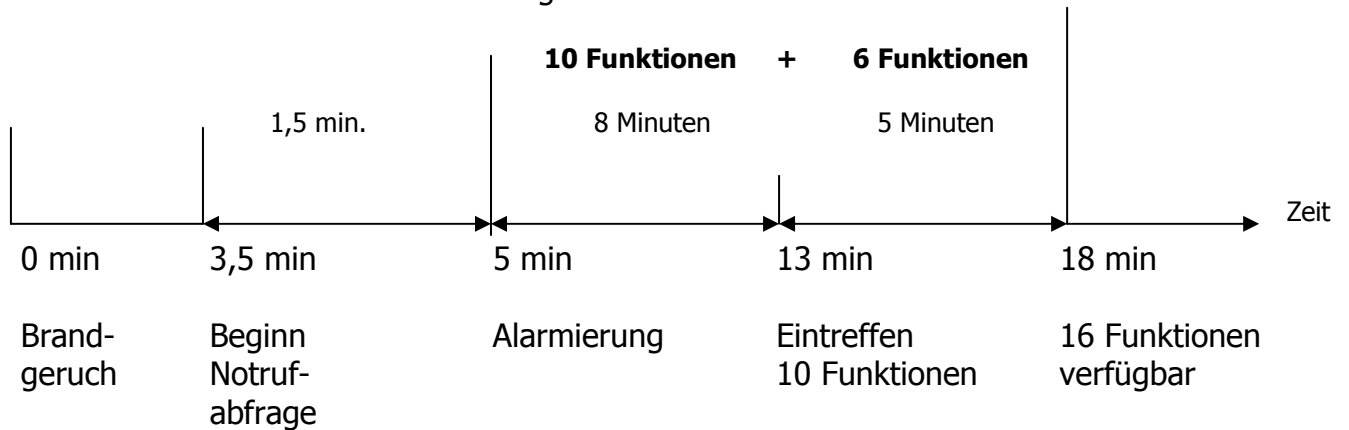 10 Funktionen + 6 Funktionen
1,5 min. 8 Minuten 5 Minuten
Zeit
0 min 3,5 min 5 min 13 min 18 min
Brand- Beginn Alarmierung Eintreffen 16 Funktionen
geruch Notruf- 10 Funktionen verfügbar
abfrage